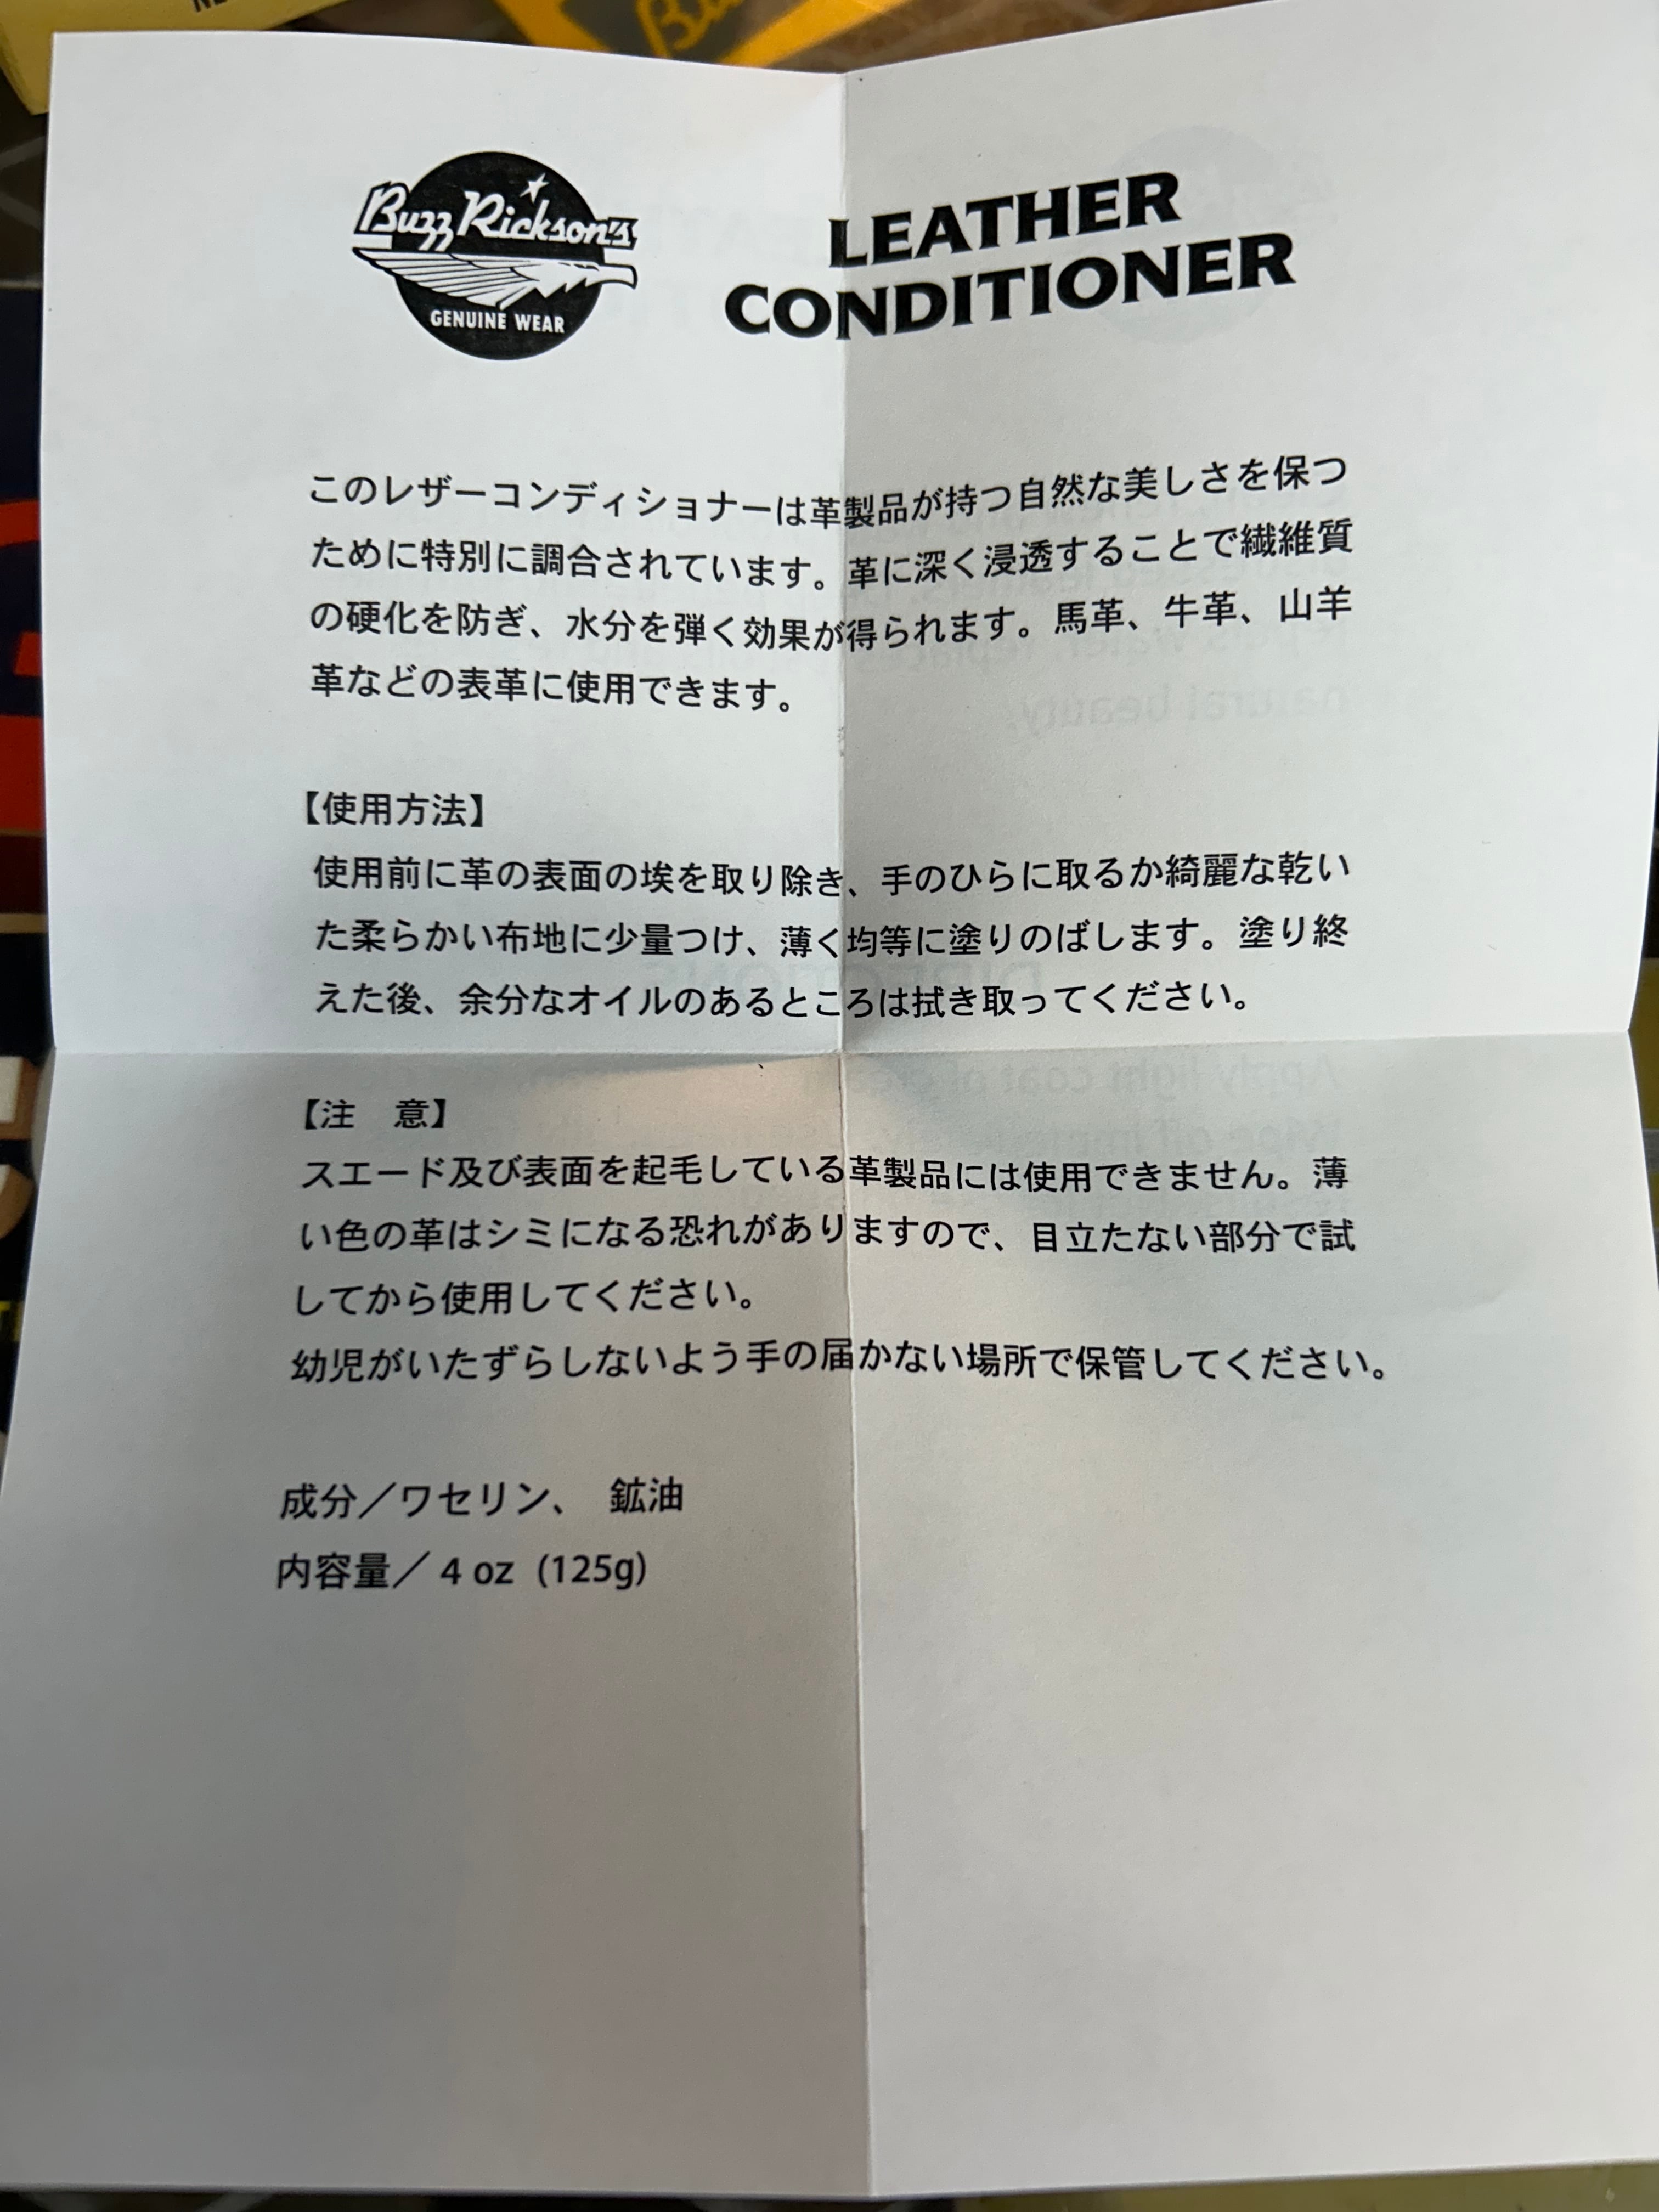 Buzz Rickson's
GENUINE WEAR
LEATHER
CONDITIONER
このレザーコンディショナーは革製品が持つ自然な美しさを保つ
ために特別に調合されています。革に深く浸透することで繊維質
の硬化を防ぎ、水分を弾く効果が得られます。馬革、牛革、山羊
革などの表革に使用できます。
【使用方法】
使用前に革の表面の埃を取り除き、手のひらに取るか綺麗な乾い
た柔らかい布地に少量つけ、薄く均等に塗りのばします。塗り終
えた後、余分なオイルのあるところは拭き取ってください。
【注　意】
スエード及び表面を起毛している革製品には使用できません。薄
い色の革はシミになる恐れがありますので、目立たない部分で試
してから使用してください。
幼児がいたずらしないよう手の届かない場所で保管してください。
成分／ワセリン、 鉱油
内容量／ 4 oz (125g)